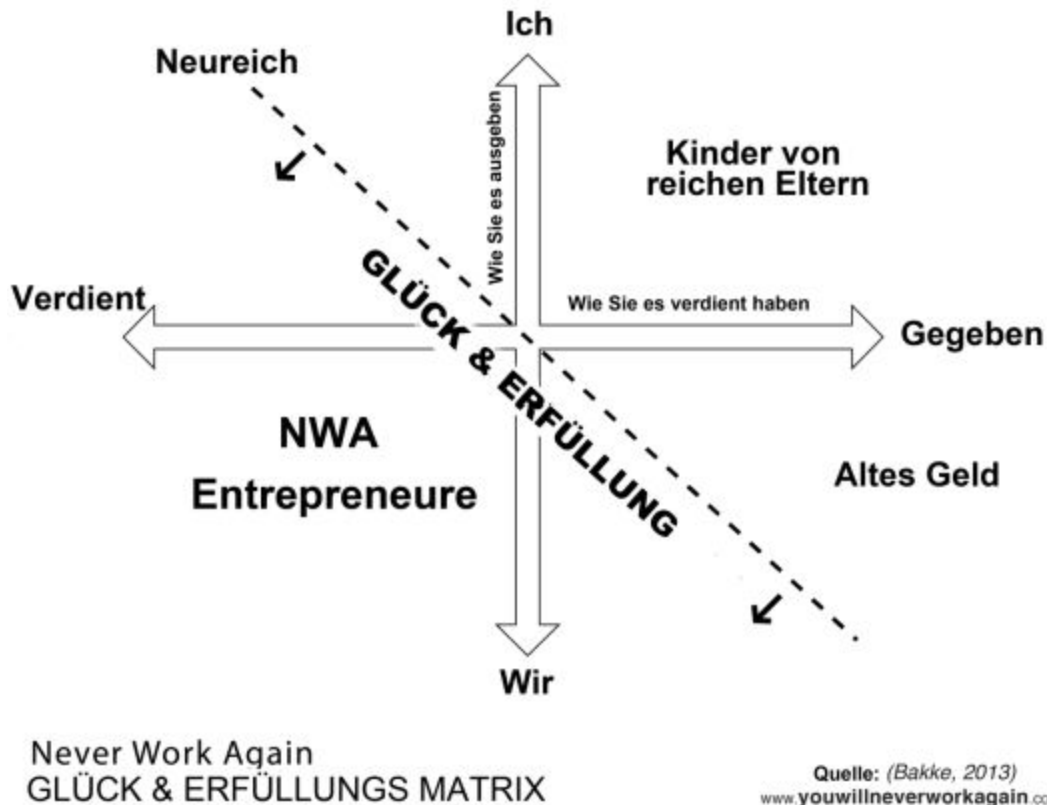 Ich
Neureich
Wie Sie es ausgeben
Kinder von
reichen Eltern
GLÜCK & ERFÜLLUNG
Verdient
Wie Sie es verdient haben
Gegeben
NWA
Entrepreneure
Altes Geld
Wir
Never Work Again
GLÜCK & ERFÜLLUNGS MATRIX
Quelle: (Bakke, 2013)
www.youwillneverworkagain.co